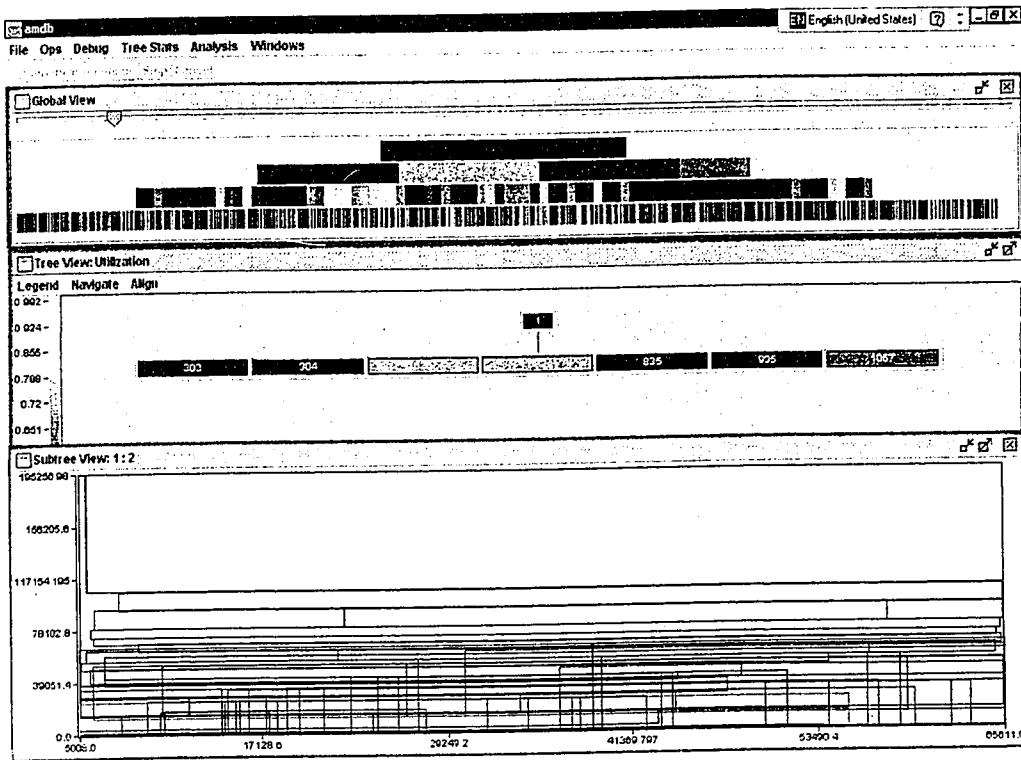 amdb
EN English (United States)
File Ops Debug Tree Stats Analysis Windows
Global View
Tree View: Utilization
Legend Navigate Align
0.992
0.924
0.855
0.788
0.72
0.651
1
303 304 835 995 1067
Subtree View: 1 : 2
195256.98
156205.6
117154.195
78102.8
39051.4
0.0
5008.0 17128.6 29249.2 41369.797 53490.4 65611.0